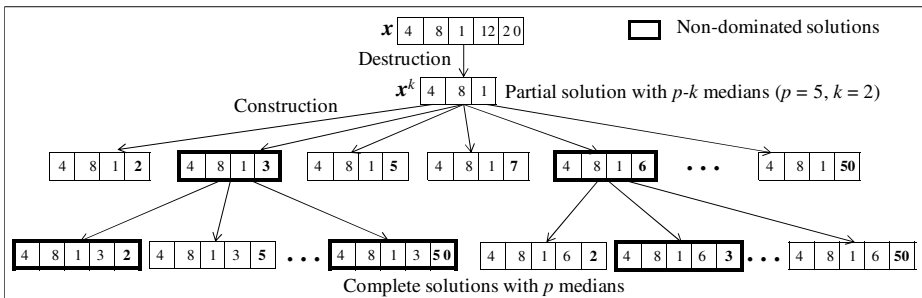 x 4 8 1 12 20 Non-dominated solutions
Destruction
x^k 4 8 1 Partial solution with p-k medians (p = 5, k = 2)
Construction
4 8 1 2 4 8 1 3 4 8 1 5 4 8 1 7 4 8 1 6 • • • 4 8 1 50
4 8 1 3 2 4 8 1 3 5 • • • 4 8 1 3 50 4 8 1 6 2 4 8 1 6 3 • • • 4 8 1 6 50
Complete solutions with p medians